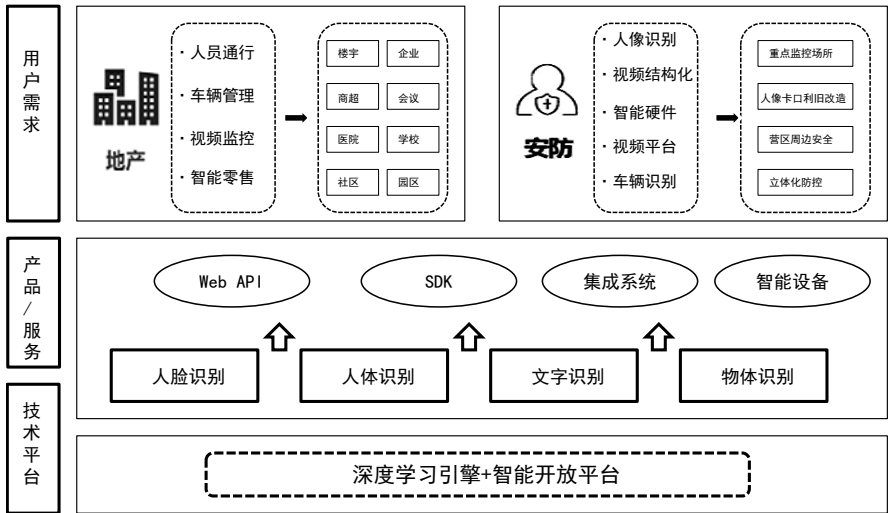 用户需求
地产
·人员通行
·车辆管理
·视频监控
·智能零售
楼宇
企业
商超
会议
医院
学校
社区
园区
安防
·人像识别
·视频结构化
·智能硬件
·视频平台
·车辆识别
重点监控场所
人像卡口利旧改造
营区周边安全
立体化防控
产品/服务
Web API
SDK
集成系统
智能设备
人脸识别
人体识别
文字识别
物体识别
技术平台
深度学习引擎+智能开放平台